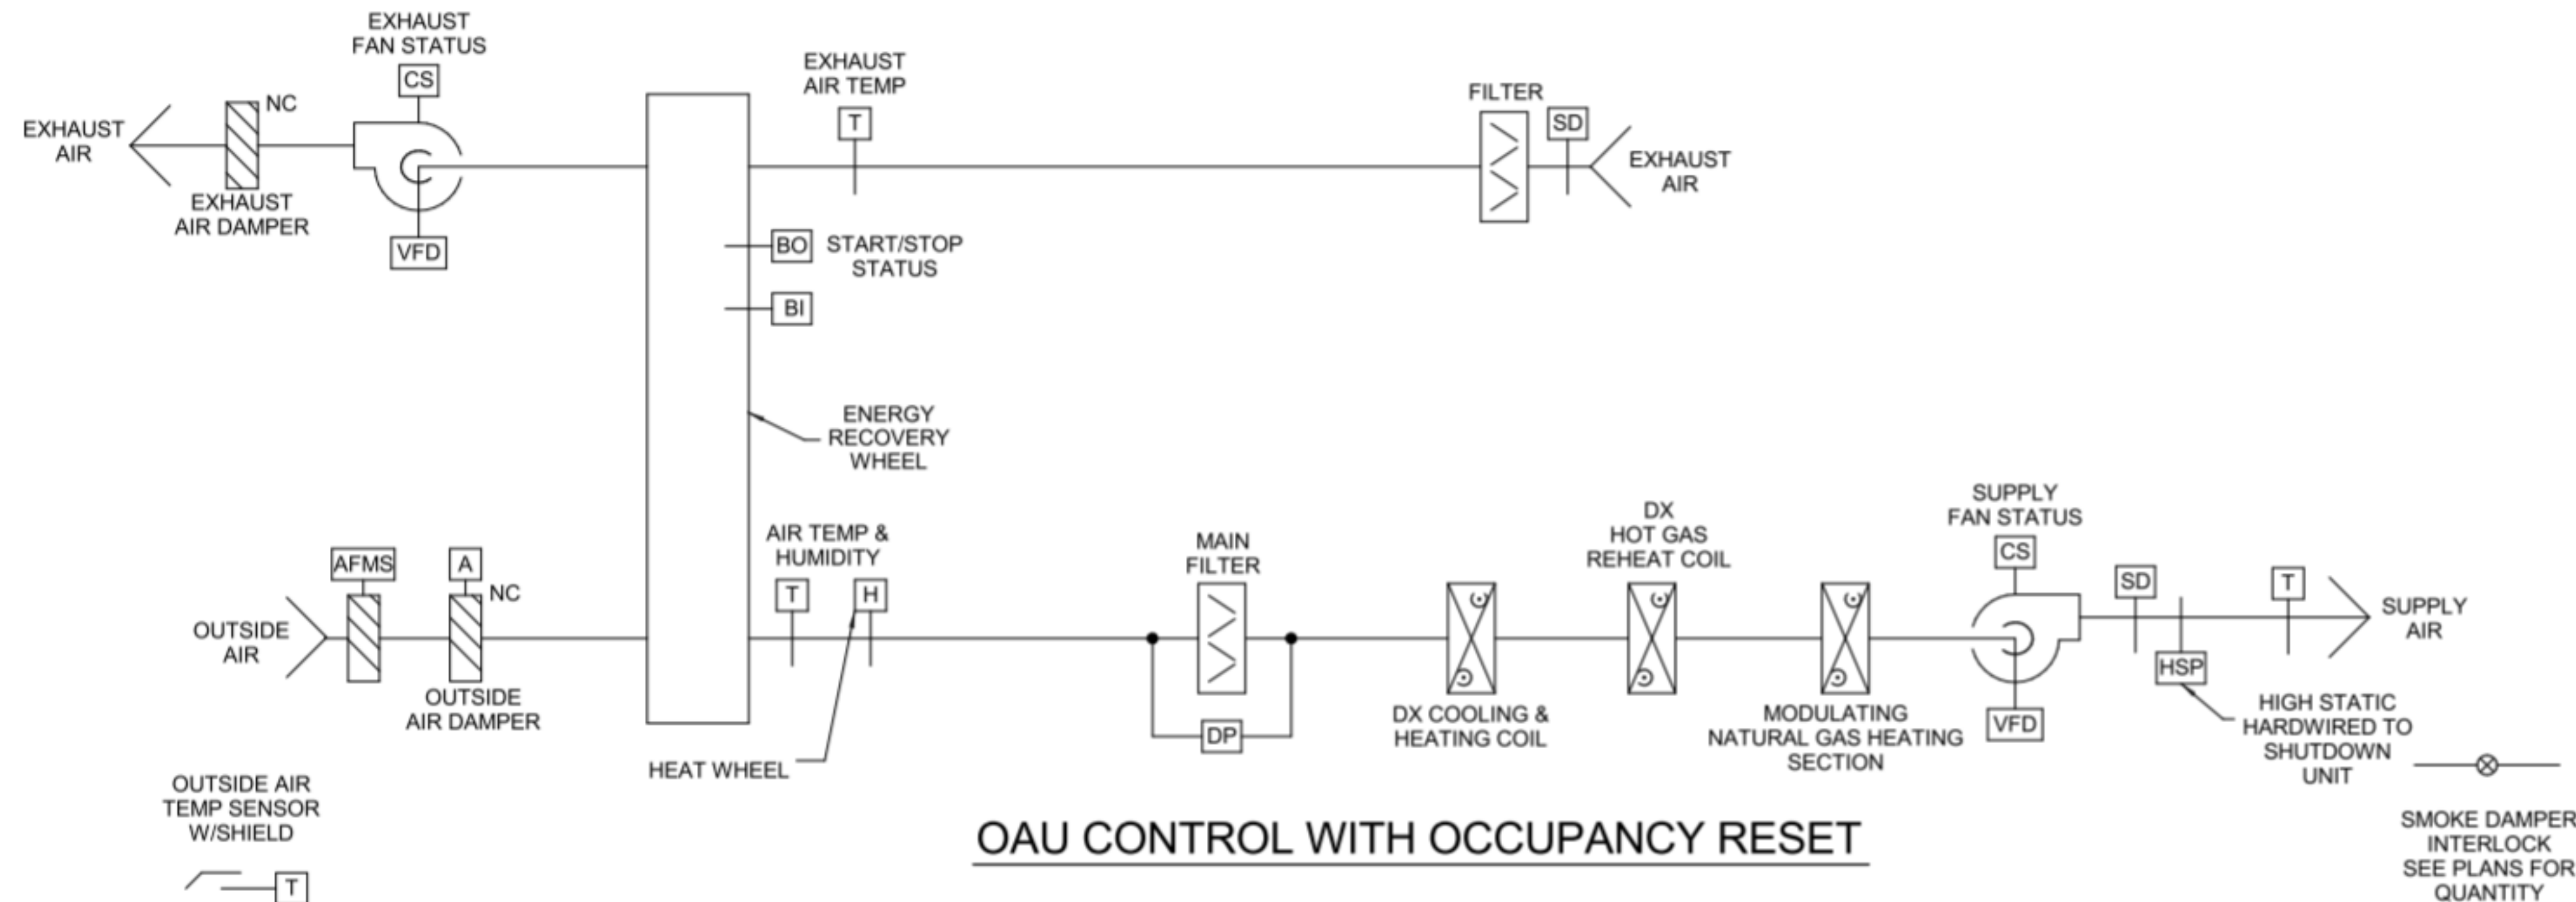 EXHAUST
FAN STATUS
CS
NC
EXHAUST
AIR
EXHAUST
AIR DAMPER
VFD
EXHAUST
AIR TEMP
T
FILTER
SD
EXHAUST
AIR
BO
START/STOP
STATUS
BI
ENERGY
RECOVERY
WHEEL
AFMS
A
NC
OUTSIDE
AIR
OUTSIDE
AIR DAMPER
AIR TEMP &
HUMIDITY
T
H
HEAT WHEEL
MAIN
FILTER
DP
DX COOLING &
HEATING COIL
DX
HOT GAS
REHEAT COIL
MODULATING
NATURAL GAS HEATING
SECTION
SUPPLY
FAN STATUS
CS
VFD
SD
HSP
T
SUPPLY
AIR
HIGH STATIC
HARDWIRED TO
SHUTDOWN
UNIT
SMOKE DAMPER
INTERLOCK
SEE PLANS FOR
QUANTITY
OUTSIDE AIR
TEMP SENSOR
W/SHIELD
T
OAU CONTROL WITH OCCUPANCY RESET